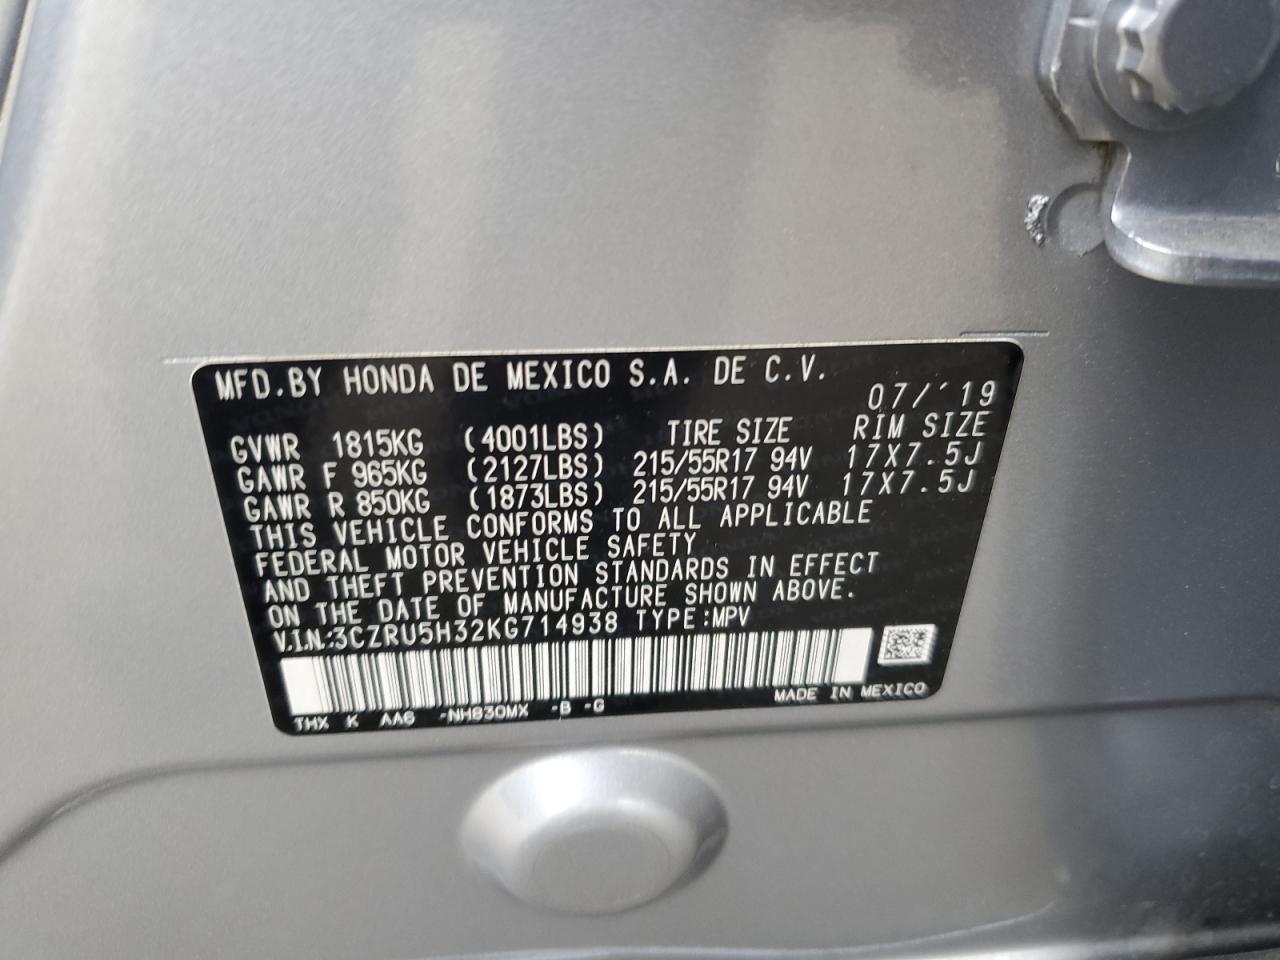 MFD.BY HONDA DE MEXICO S.A. DE C.V.
07/'19
GVWR 1815KG (4001LBS) TIRE SIZE RIM SIZE
GAWR F 965KG (2127LBS) 215/55R17 94V 17X7.5J
GAWR R 850KG (1873LBS) 215/55R17 94V 17X7.5J
THIS VEHICLE CONFORMS TO ALL APPLICABLE
FEDERAL MOTOR VEHICLE SAFETY
AND THEFT PREVENTION STANDARDS IN EFFECT
ON THE DATE OF MANUFACTURE SHOWN ABOVE.
V.I.N.:3CZRU5H32KG714938 TYPE:MPV
MADE IN MEXICO
THX K AA6 -NH830MX -B -G